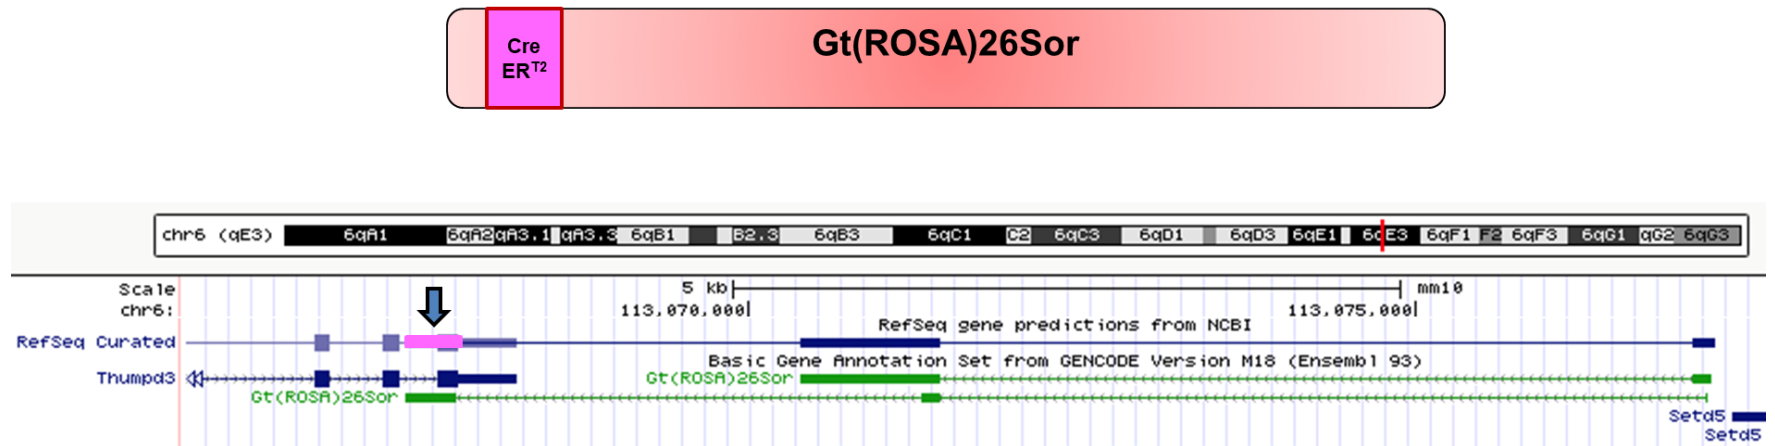 Gt(ROSA)26Sor
Cre
ERT2
chr6 (qE3) 6qA1 6qA2 qA3.1 qA3.3 6qB1 B2.3 6qB3 6qC1 C2 6qC3 6qD1 6qD3 6qE1 6qE3 6qF1 F2 6qF3 6qG1 qG2 6qG3
Scale 5 kb mm10
chr6: 113,070,000 113,075,000
RefSeq gene predictions from NCBI
RefSeq Curated
Basic Gene Annotation Set from GENCODE Version M18 (Ensembl 93)
Thumpd3 Gt(ROSA)26Sor
Gt(ROSA)26Sor
Setd5
Setd5